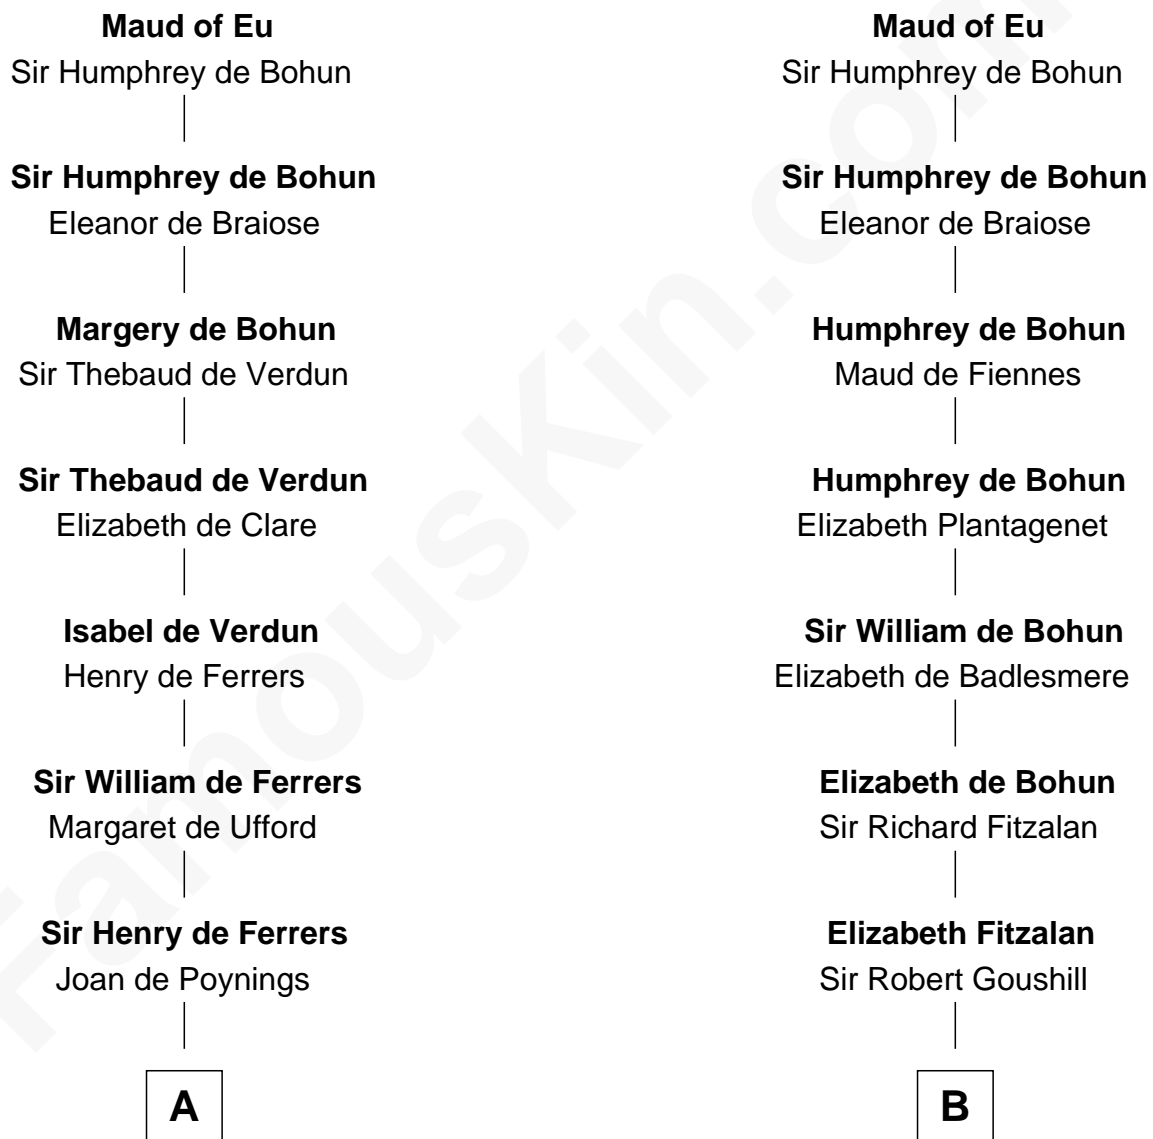 Maud of Eu
Sir Humphrey de Bohun
Sir Humphrey de Bohun
Eleanor de Braiose
Margery de Bohun
Sir Thebaud de Verdun
Sir Thebaud de Verdun
Elizabeth de Clare
Isabel de Verdun
Henry de Ferrers
Sir William de Ferrers
Margaret de Ufford
Sir Henry de Ferrers
Joan de Poynings
A
Maud of Eu
Sir Humphrey de Bohun
Sir Humphrey de Bohun
Eleanor de Braiose
Humphrey de Bohun
Maud de Fiennes
Humphrey de Bohun
Elizabeth Plantagenet
Sir William de Bohun
Elizabeth de Badlesmere
Elizabeth de Bohun
Sir Richard Fitzalan
Elizabeth Fitzalan
Sir Robert Goushill
B
FamousKin.com